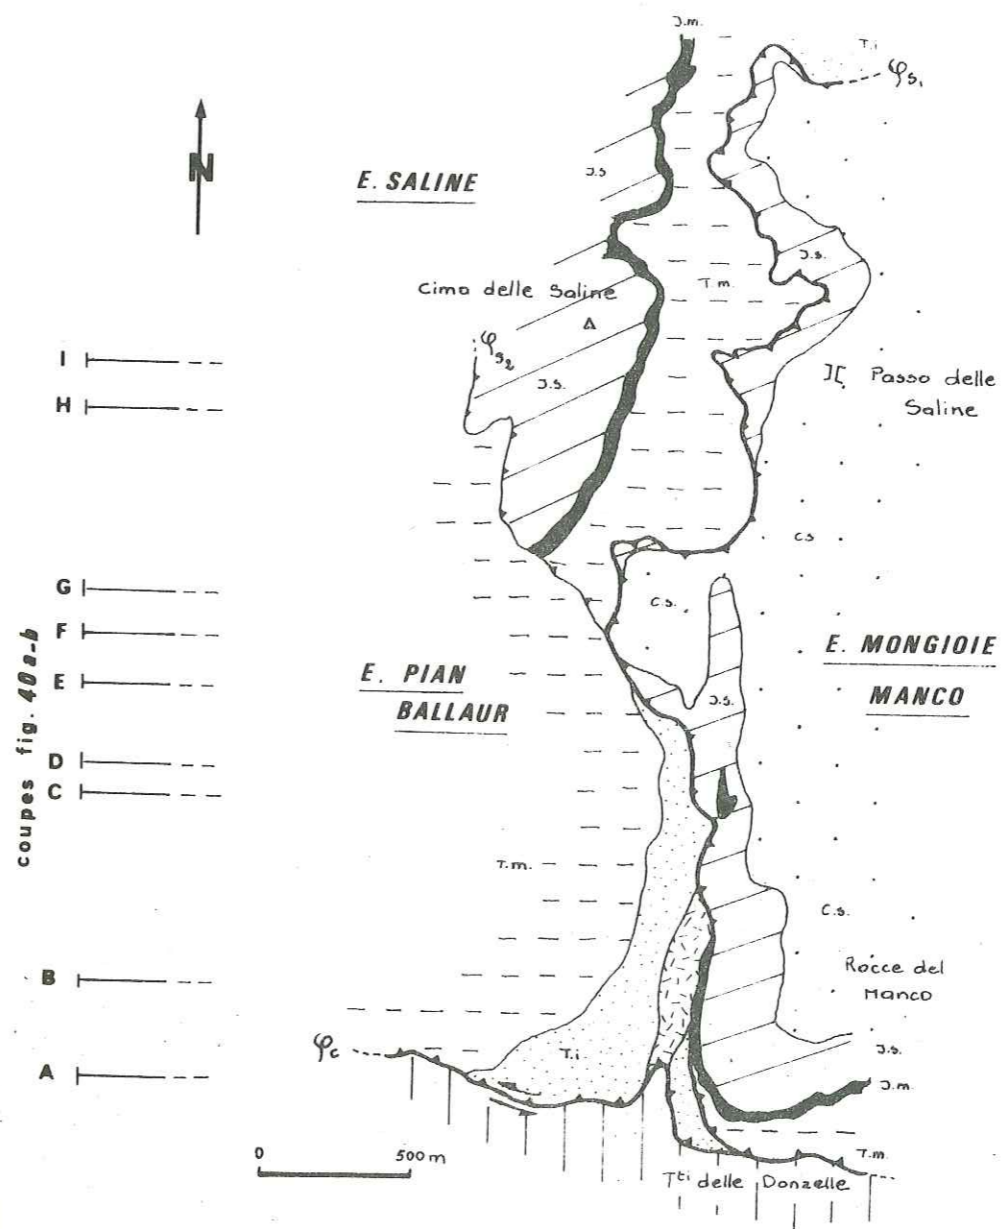 J.m.
T.i
φs₁
N
E. SALINE
J.s
J.s.
T.m.
Cima delle Saline
φs₂
I
J.s.
][ Passo delle
Saline
H
C.s
G
C.s.
F
E. MONGIOIE
MANCO
E
E. PIAN
BALLAUR
J.s.
D
C
coupes fig. 40a-b
T.m.
C.s.
B
Rocce del
Manco
φc
T.i
J.s.
A
J.m.
T.m.
0 500 m
Tti delle Donzelle